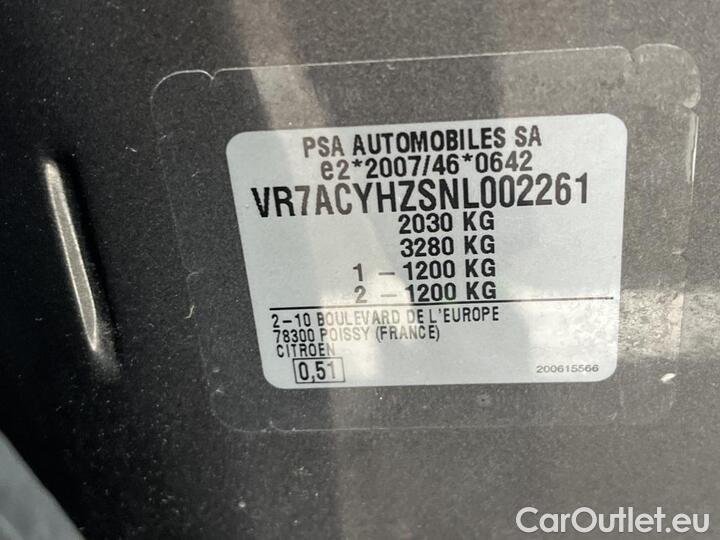 PSA AUTOMOBILES SA
e2*2007/46*0642
VR7ACYHZSNL002261
2030 KG
3280 KG
1 - 1200 KG
2 - 1200 KG
2-10 BOULEVARD DE L'EUROPE
78300 POISSY (FRANCE)
CITROEN
0,51
200615566
CarOutlet.eu